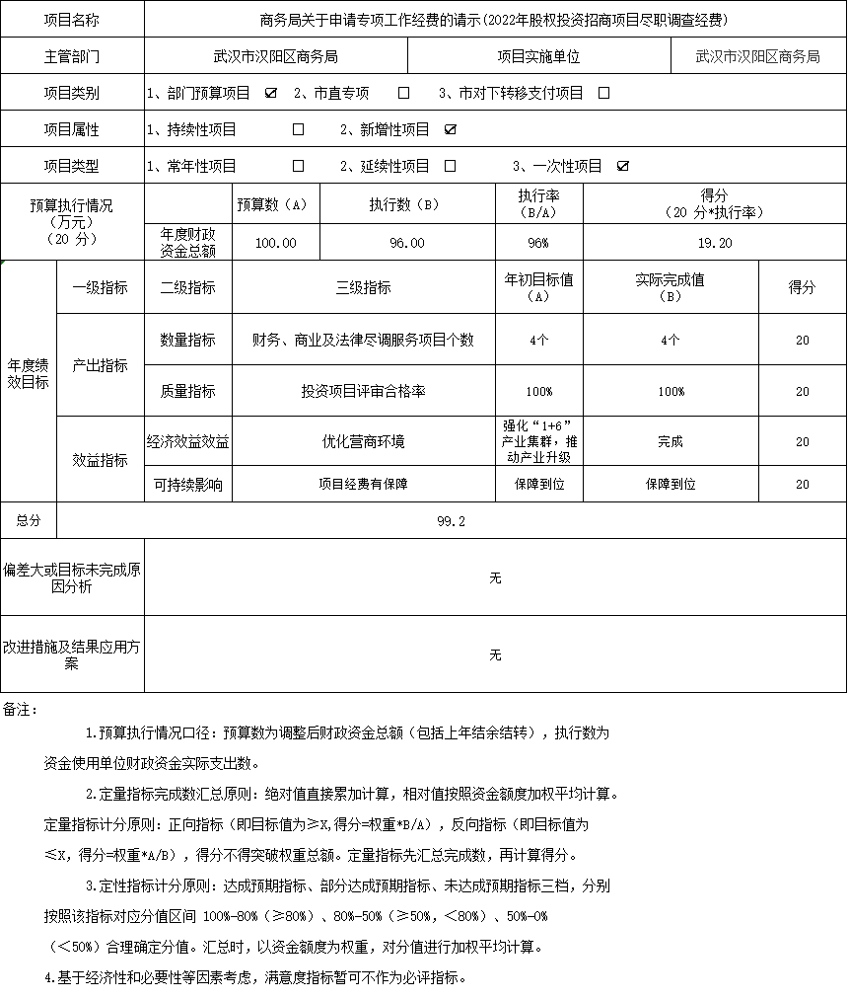 项目名称 商务局关于申请专项工作经费的请示(2022年股权投资招商项目尽职调查经费)
主管部门 武汉市汉阳区商务局 项目实施单位 武汉市汉阳区商务局
项目类别 1、部门预算项目 ☑ 2、市直专项 □ 3、市对下转移支付项目 □
项目属性 1、持续性项目 □ 2、新增性项目 ☑
项目类型 1、常年性项目 □ 2、延续性项目 □ 3、一次性项目 ☑
预算执行情况
（万元）
（20 分）
预算数（A） 执行数（B） 执行率
（B/A） 得分
（20 分*执行率）
年度财政
资金总额 100.00 96.00 96% 19.20
年度绩
效目标
一级指标 二级指标 三级指标 年初目标值
（A） 实际完成值
（B） 得分
产出指标 数量指标 财务、商业及法律尽调服务项目个数 4个 4个 20
质量指标 投资项目评审合格率 100% 100% 20
效益指标 经济效益效益 优化营商环境 强化“1+6”
产业集群，推
动产业升级 完成 20
可持续影响 项目经费有保障 保障到位 保障到位 20
总分 99.2
偏差大或目标未完成原
因分析 无
改进措施及结果应用方
案 无
备注：
1.预算执行情况口径：预算数为调整后财政资金总额（包括上年结余结转），执行数为
资金使用单位财政资金实际支出数。
2.定量指标完成数汇总原则：绝对值直接累加计算，相对值按照资金额度加权平均计算。
定量指标计分原则：正向指标（即目标值为≥X,得分=权重*B/A），反向指标（即目标值为
≤X，得分=权重*A/B），得分不得突破权重总额。定量指标先汇总完成数，再计算得分。
3.定性指标计分原则：达成预期指标、部分达成预期指标、未达成预期指标三档，分别
按照该指标对应分值区间 100%-80%（≥80%）、80%-50%（≥50%，＜80%）、50%-0%
（＜50%）合理确定分值。汇总时，以资金额度为权重，对分值进行加权平均计算。
4.基于经济性和必要性等因素考虑，满意度指标暂可不作为必评指标。